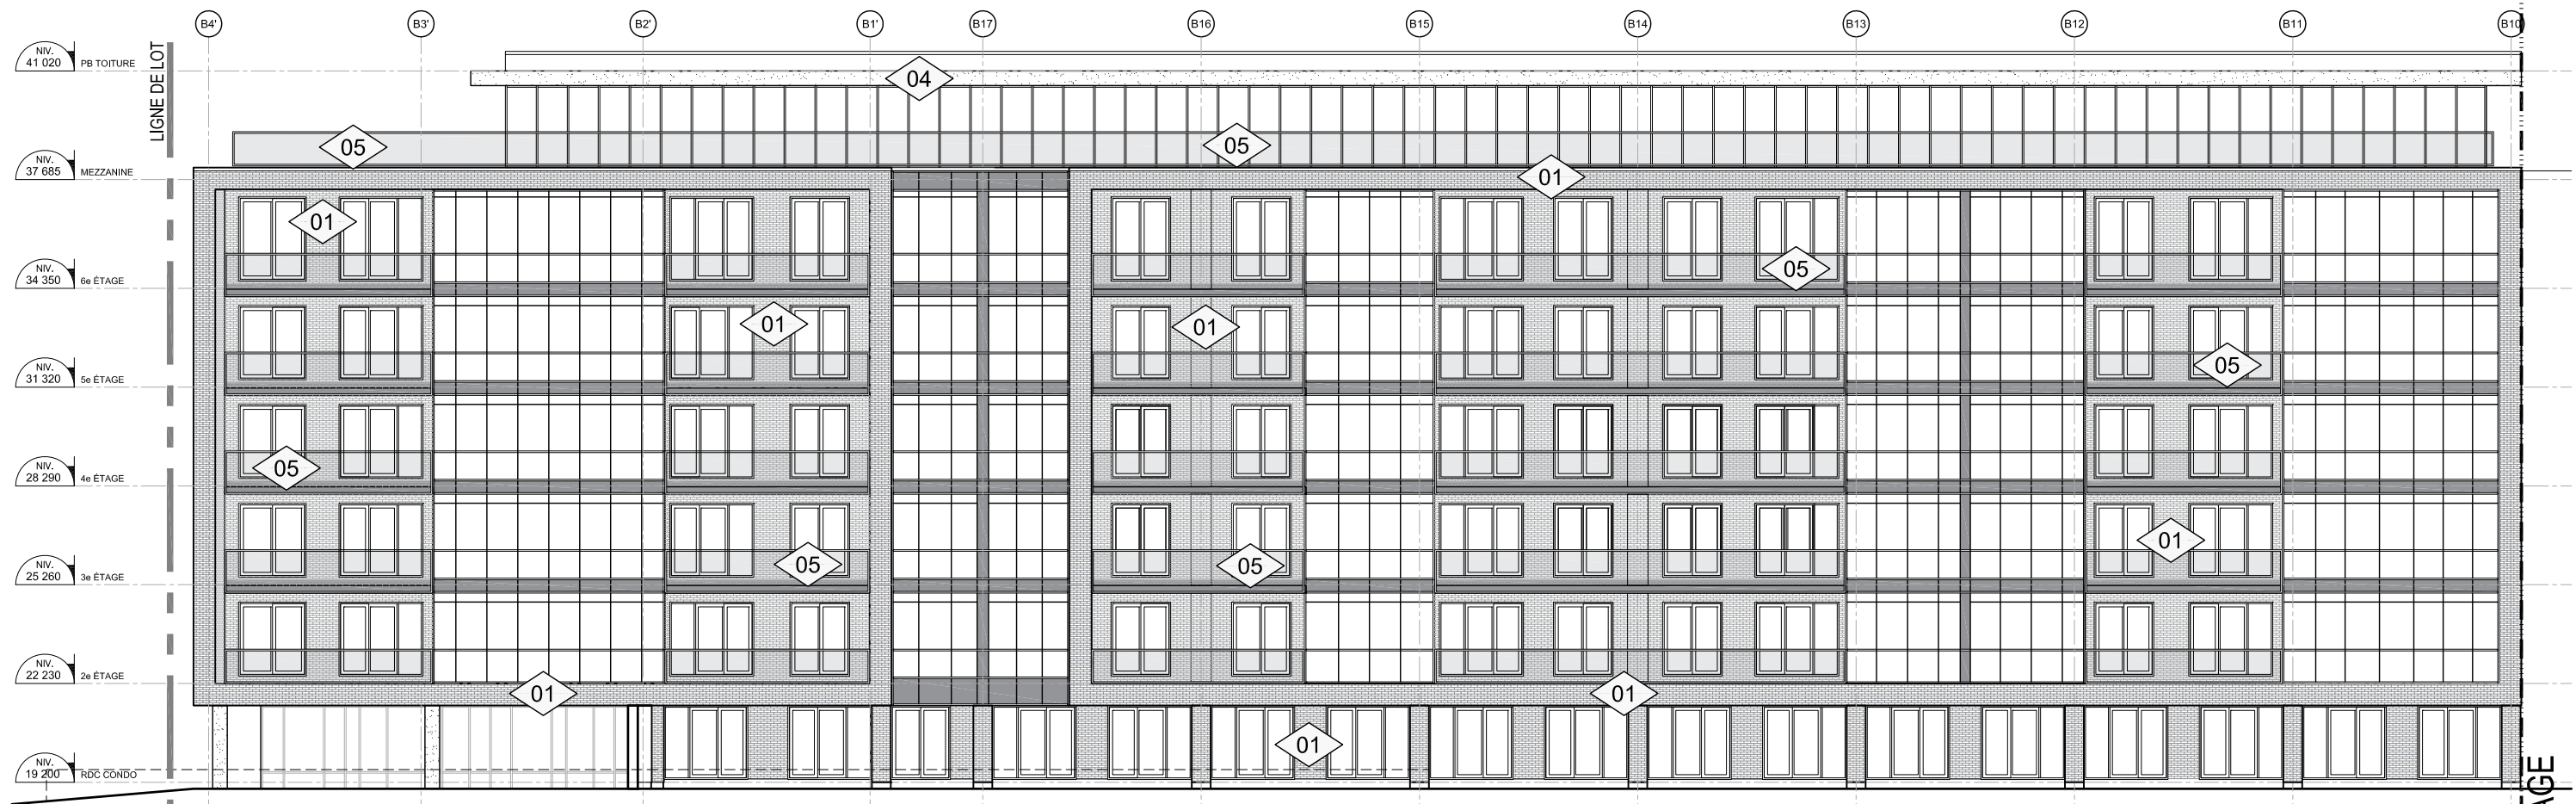 B4' B3' B2' B1' B17 B16 B15 B14 B13 B12 B11 B10
LIGNE DE LOT
NIV.
41 020 PB TOITURE
04
05 05
NIV.
37 685 MEZZANINE
01
01
NIV.
34 350 6e ÉTAGE
05
01 01
05
NIV.
31 320 5e ÉTAGE
05
NIV.
28 290 4e ÉTAGE
01
05 05
NIV.
25 260 3e ÉTAGE
NIV.
22 230 2e ÉTAGE
01 01
01
NIV.
19 200 RDC CONDO
AGE